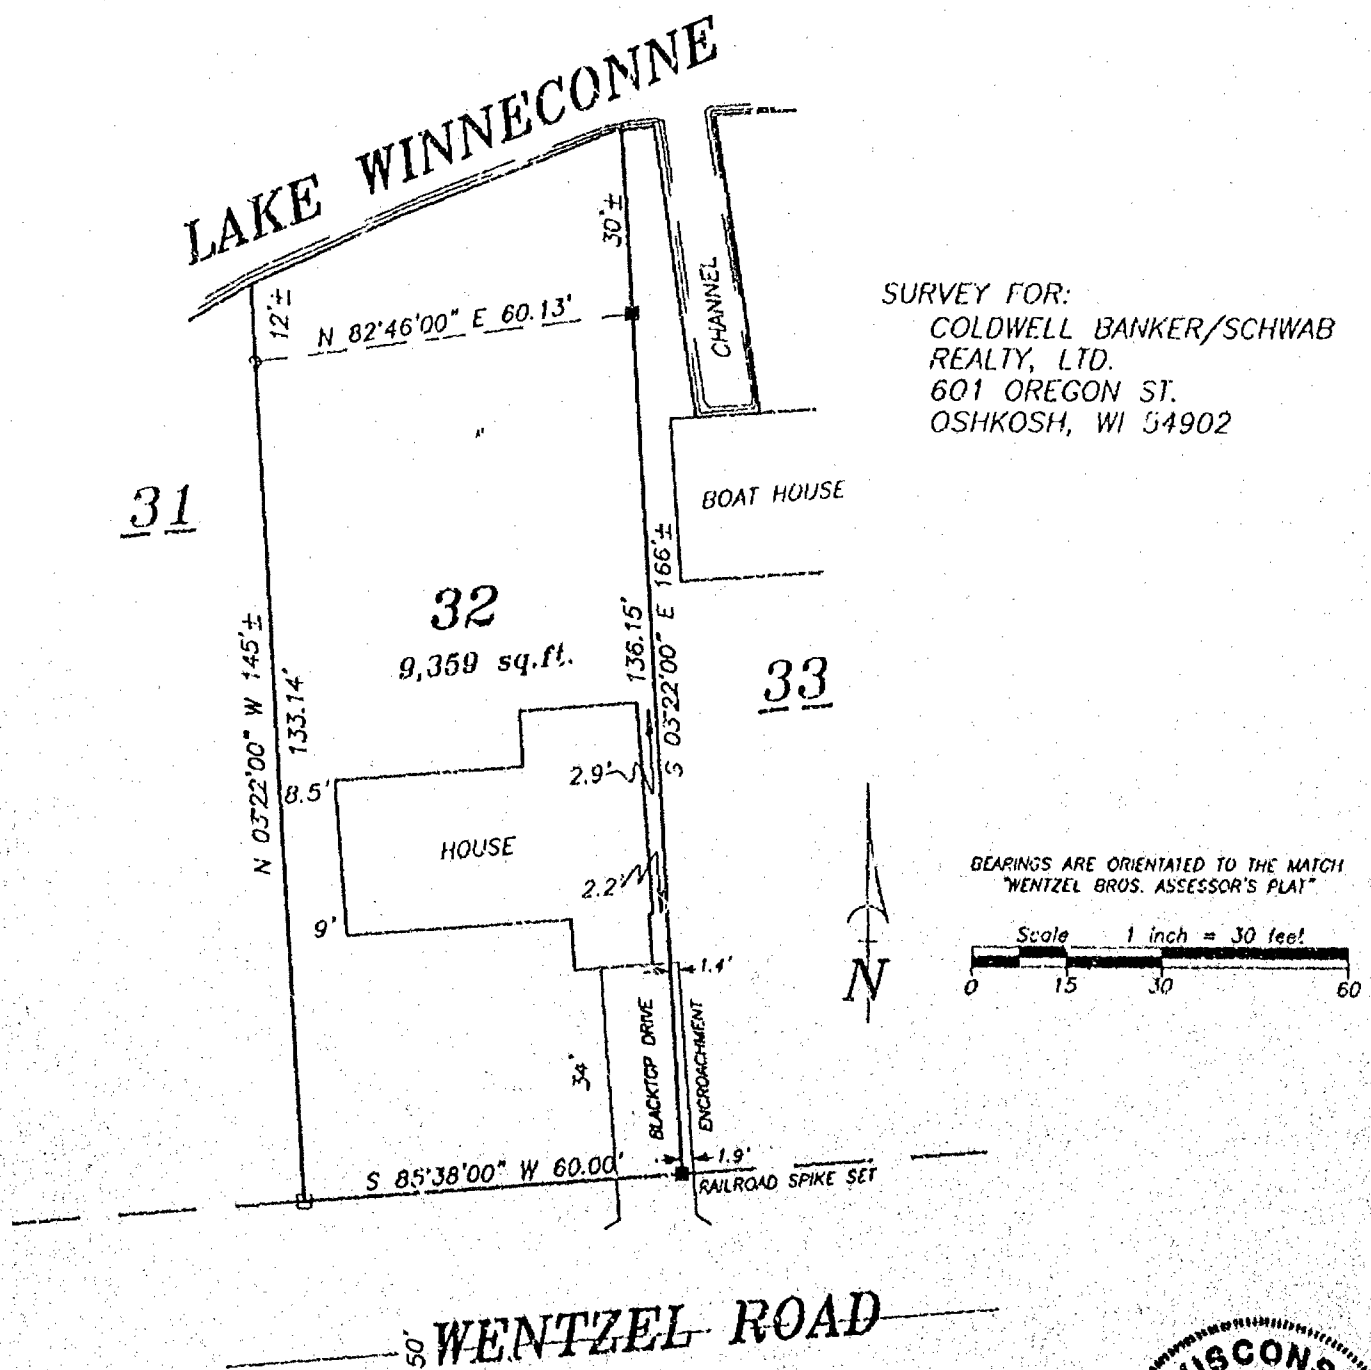 LAKE WINNECONNE
30'±
12'±
N 82°46'00" E 60.13'
CHANNEL
SURVEY FOR:
COLDWELL BANKER/SCHWAB
REALTY, LTD.
601 OREGON ST.
OSHKOSH, WI 54902
31
BOAT HOUSE
32
9,359 sq.ft.
136.15'
S 03°22'00" E 166'±
33
N 03°22'00" W 145'±
133.14'
8.5'
2.9'
HOUSE
2.2'
9'
BEARINGS ARE ORIENTATED TO THE MATCH
"WENTZEL BROS. ASSESSOR'S PLAT"
Scale 1 inch = 30 feet
0 15 30 60
N
1.4'
34'
BLACKTOP DRIVE
ENCROACHMENT
1.9'
S 85°38'00" W 60.00'
RAILROAD SPIKE SET
50'
WENTZEL ROAD
WISCONS